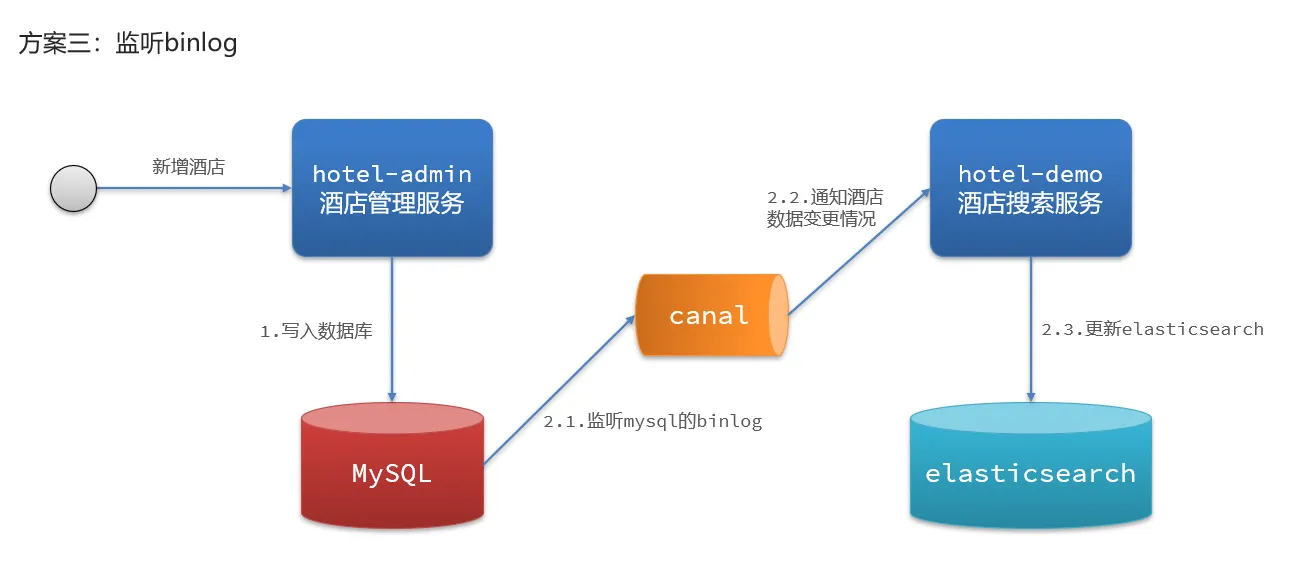 方案三：监听binlog
新增酒店
hotel-admin
酒店管理服务
1.写入数据库
MySQL
2.1.监听mysql的binlog
canal
2.2.通知酒店
数据变更情况
hotel-demo
酒店搜索服务
2.3.更新elasticsearch
elasticsearch